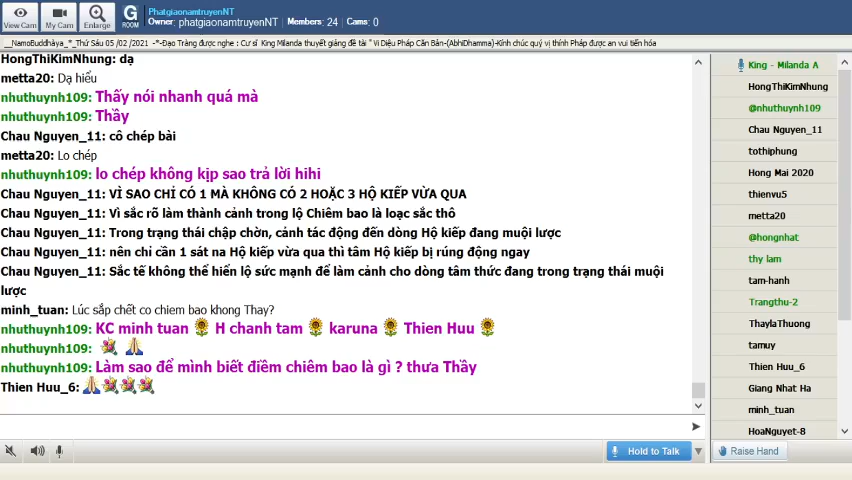 View Cam
My Cam
Enlarge
G
ROOM
PhatgiaonamtruyenNT
Owner: phatgiaonamtruyenNT Members: 24 Cams: 0
__NamoBuddhàya_*_Thứ Sáu 05 /02 /2021 -*-Đạo Tràng được nghe : Cư sĩ King Milanda thuyết giảng đề tài " Vi Diệu Pháp Căn Bản-(AbhiDhamma)-Kính chúc quý vị thính Pháp được an vui tiến hóa
HongThiKimNhung: dạ
metta20: Dạ hiểu
nhuthuynh109: Thấy nói nhanh quá mà
nhuthuynh109: Thầy
Chau Nguyen_11: cô chép bài
metta20: Lo chép
nhuthuynh109: lo chép không kịp sao trả lời hihi
Chau Nguyen_11: VÌ SAO CHỈ CÓ 1 MÀ KHÔNG CÓ 2 HOẶC 3 HỘ KIẾP VỪA QUA
Chau Nguyen_11: Vì sắc rõ làm thành cảnh trong lộ Chiêm bao là loạc sắc thô
Chau Nguyen_11: Trong trạng thái chập chờn, cảnh tác động đến dòng Hộ kiếp đang muội lược
Chau Nguyen_11: nên chỉ cần 1 sát na Hộ kiếp vừa qua thì tâm Hộ kiếp bị rúng động ngay
Chau Nguyen_11: Sắc tế không thể hiển lộ sức mạnh để làm cảnh cho dòng tâm thức đang trong trạng thái muội
lược
minh_tuan: Lúc sắp chết co chiem bao khong Thay?
nhuthuynh109: KC minh tuan 🌻 H chanh tam 🌻 karuna 🌻 Thien Huu 🌻
nhuthuynh109: 💐 🙏
nhuthuynh109: Làm sao để mình biết điềm chiêm bao là gì ? thưa Thầy
Thien Huu_6: 🙏💐💐💐
Hold to Talk
King - Milanda A
HongThiKimNhung
@nhuthuynh109
Chau Nguyen_11
tothiphung
Hong Mai 2020
thienvu5
metta20
@hongnhat
thy lam
tam-hanh
Trangthu-2
ThaylaThuong
tamuy
Thien Huu_6
Giang Nhat Ha
minh_tuan
HoaNguyet-8
Raise Hand